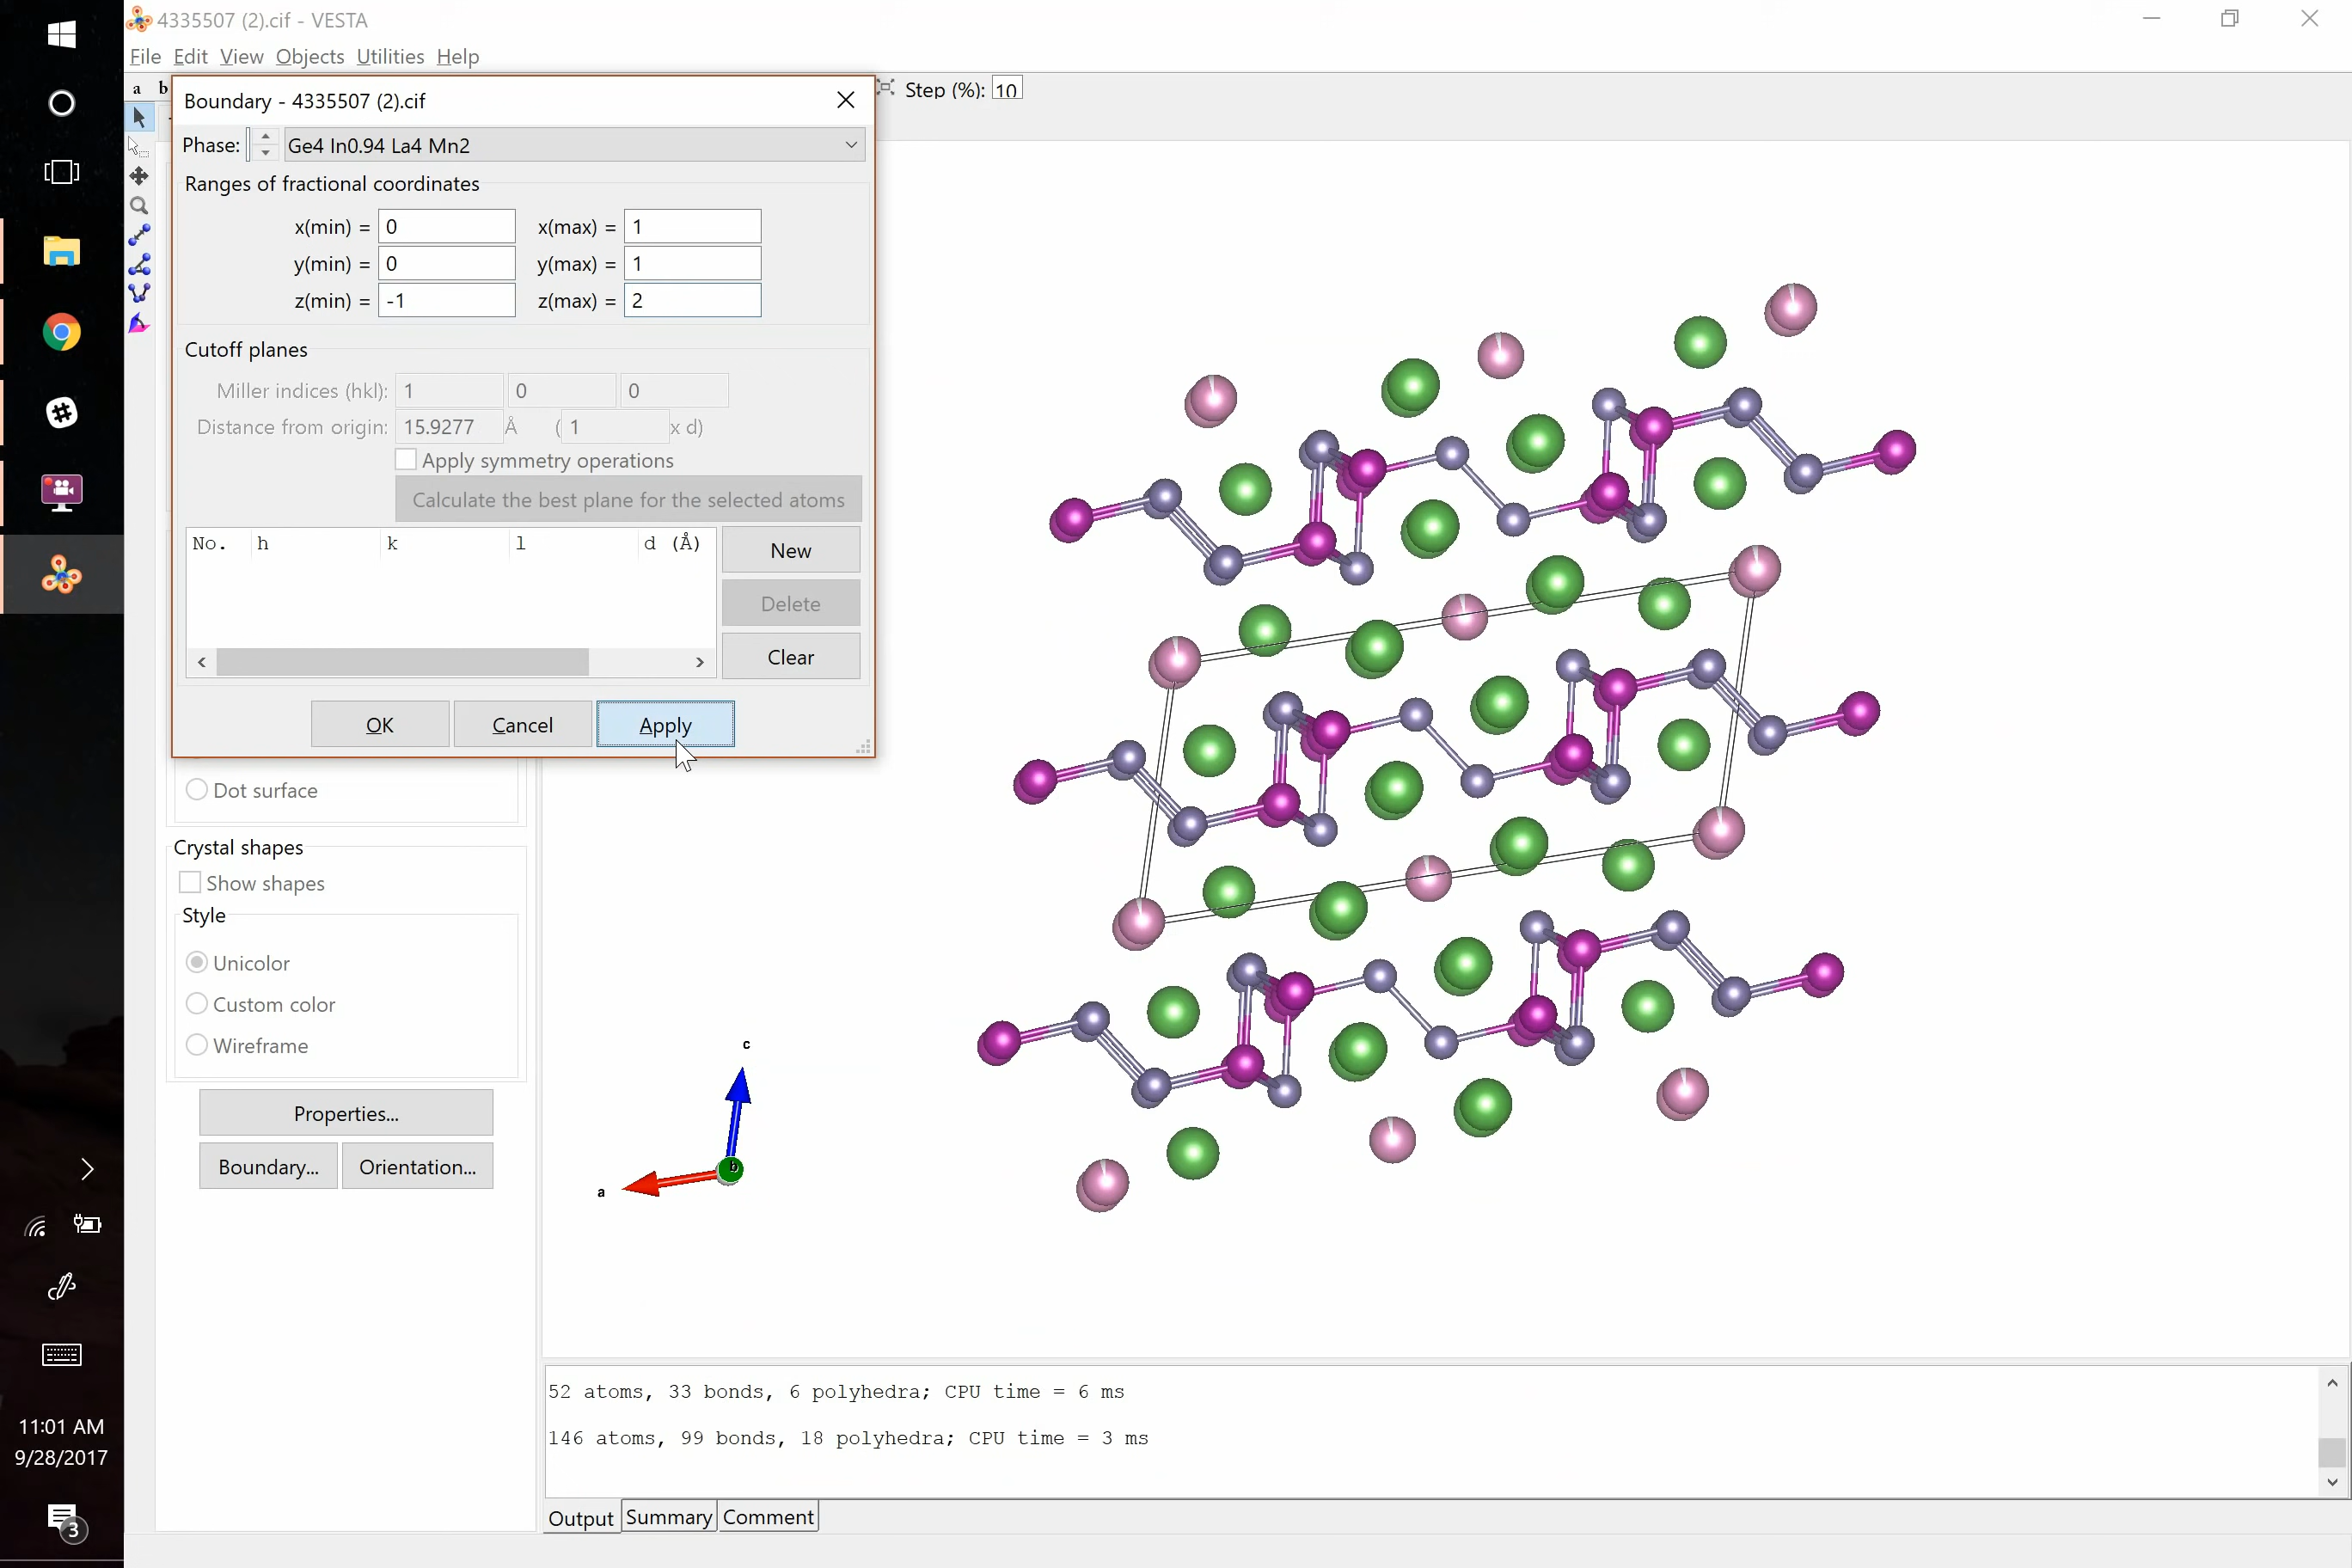 4335507 (2).cif - VESTA
File Edit View Objects Utilities Help
a b
Step (%): 10
Boundary - 4335507 (2).cif
Phase: Ge4 In0.94 La4 Mn2
Ranges of fractional coordinates
x(min) = 0 x(max) = 1
y(min) = 0 y(max) = 1
z(min) = -1 z(max) = 2
Cutoff planes
Miller indices (hkl): 1 0 0
Distance from origin: 15.9277 Å ( 1 x d)
Apply symmetry operations
Calculate the best plane for the selected atoms
No. h k l d (Å)
New
Delete
Clear
OK Cancel Apply
Dot surface
Crystal shapes
Show shapes
Style
Unicolor
Custom color
Wireframe
Properties...
Boundary... Orientation...
c
b
a
52 atoms, 33 bonds, 6 polyhedra; CPU time = 6 ms
146 atoms, 99 bonds, 18 polyhedra; CPU time = 3 ms
Output Summary Comment
11:01 AM
9/28/2017
3